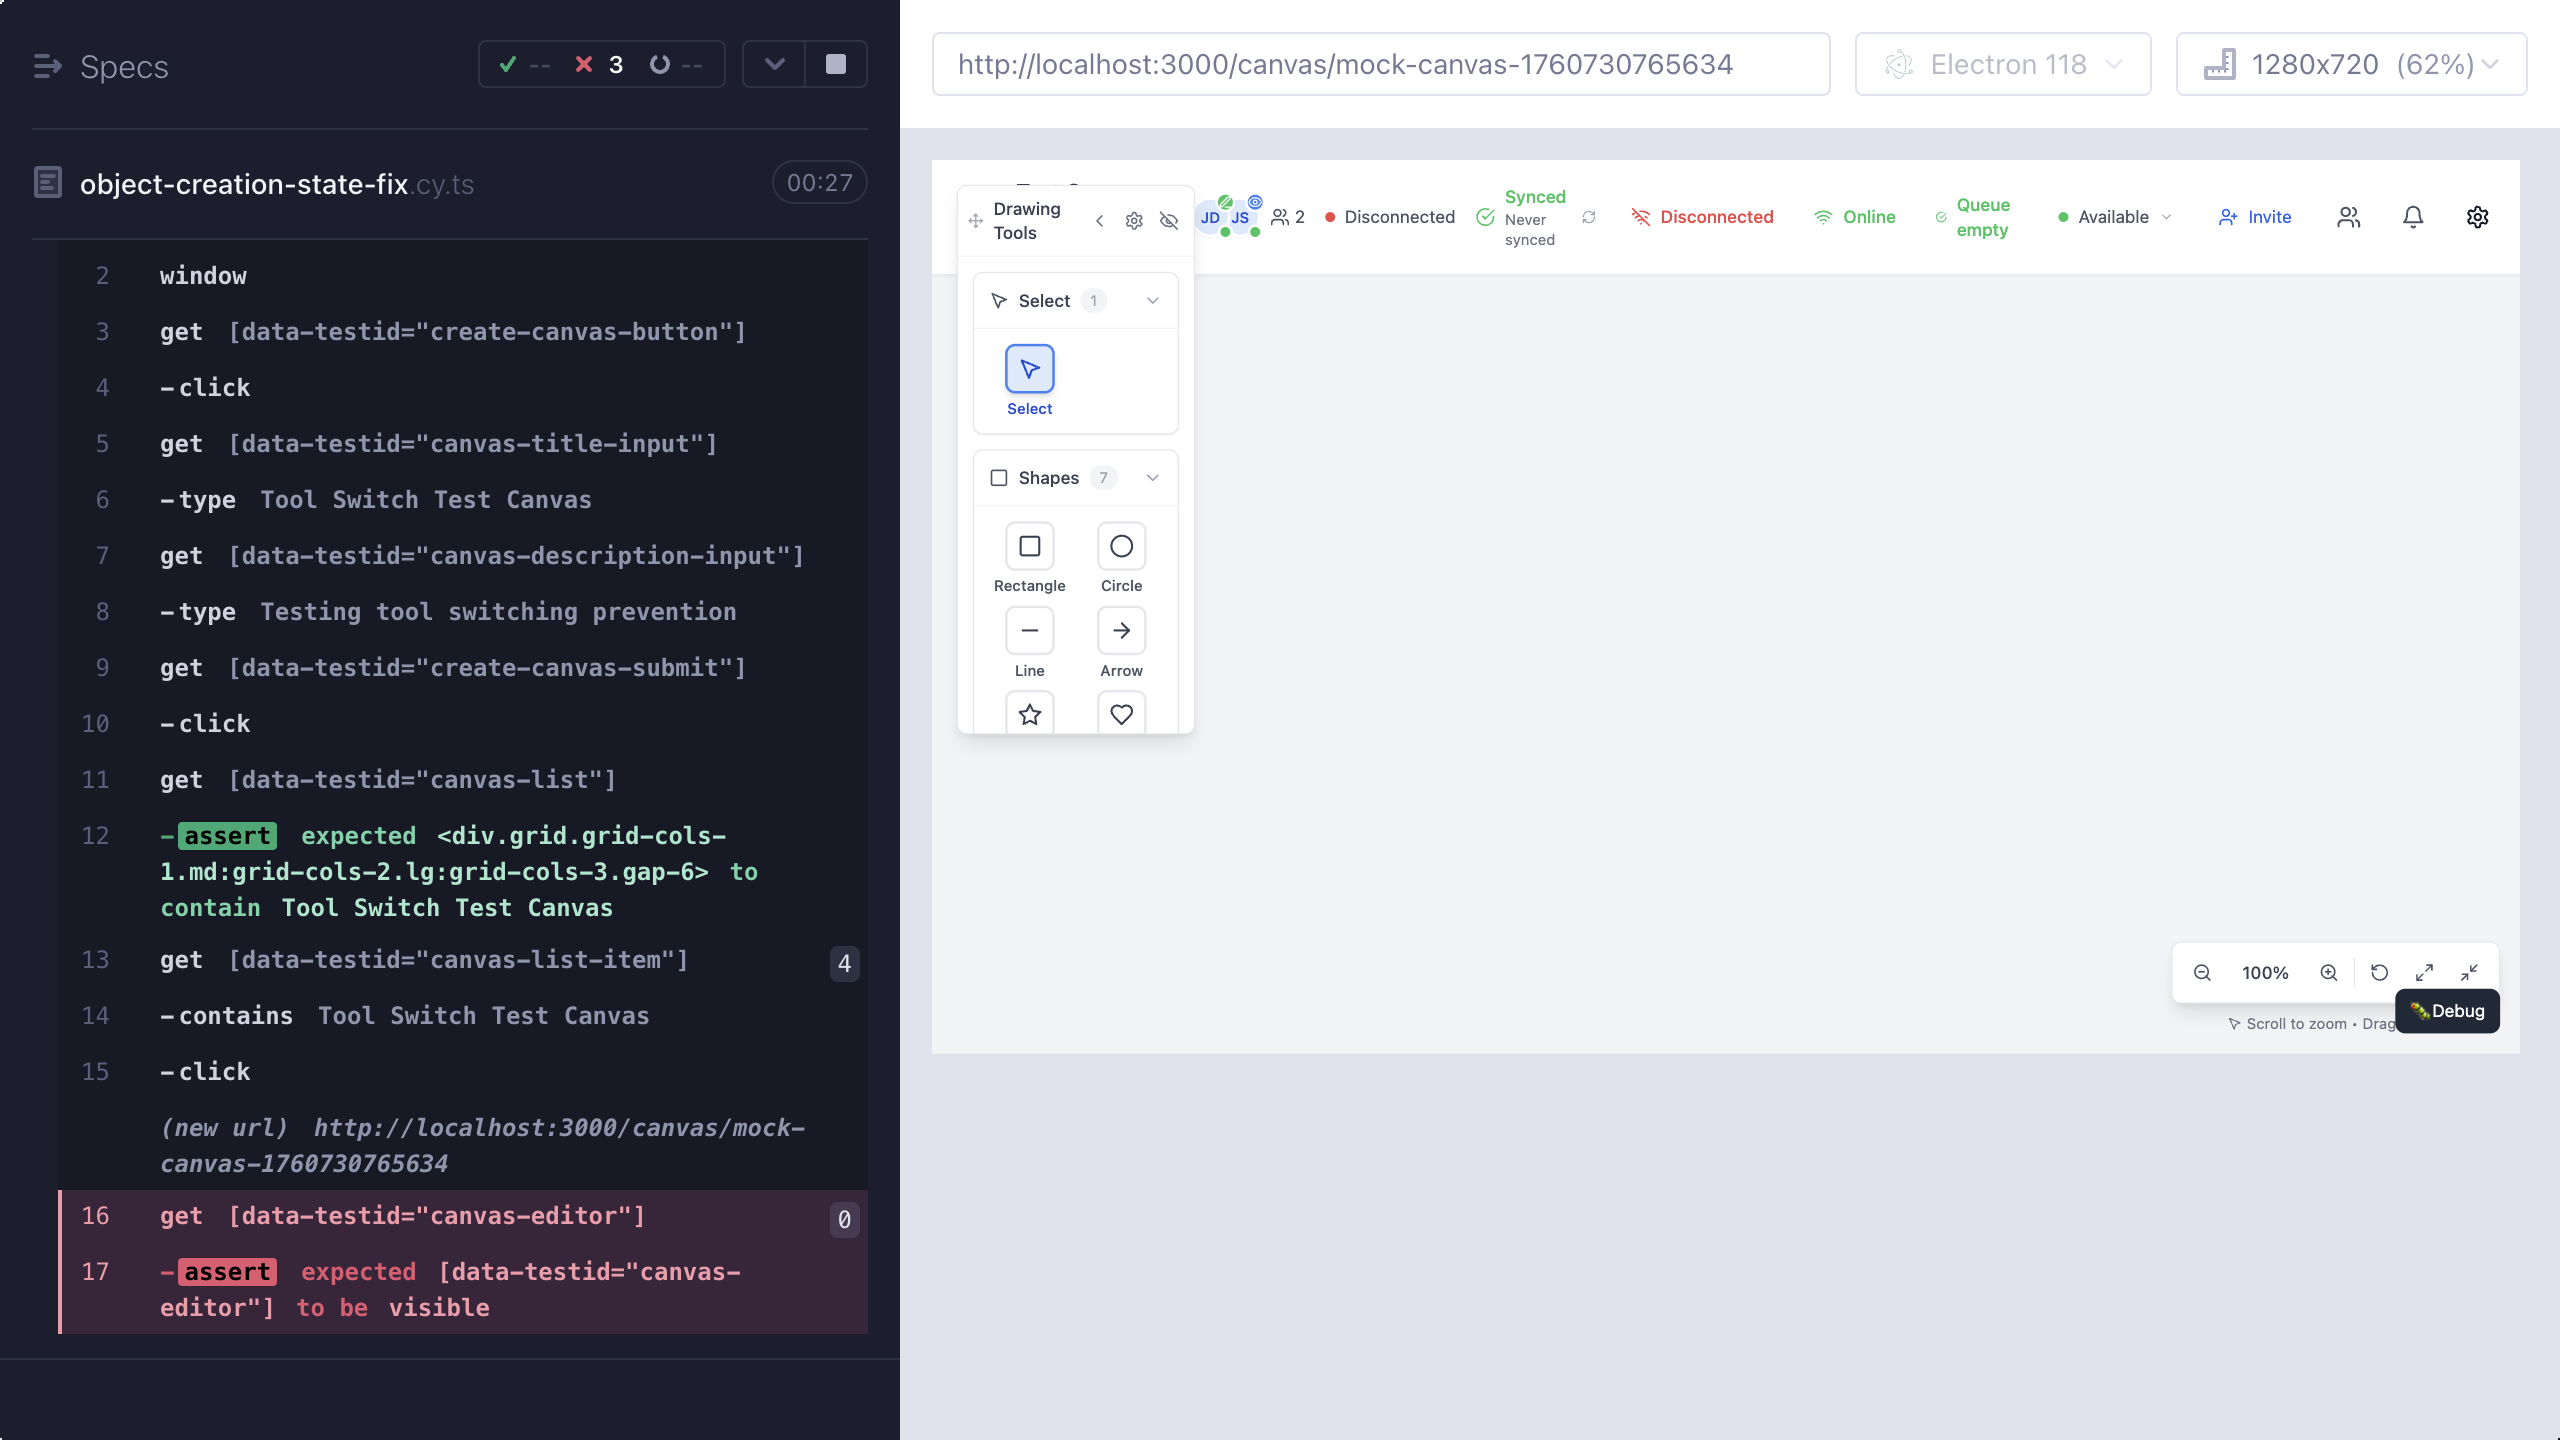 Specs
-- 3 --
object-creation-state-fix.cy.ts 00:27
2 window
3 get [data-testid="create-canvas-button"]
4 -click
5 get [data-testid="canvas-title-input"]
6 -type Tool Switch Test Canvas
7 get [data-testid="canvas-description-input"]
8 -type Testing tool switching prevention
9 get [data-testid="create-canvas-submit"]
10 -click
11 get [data-testid="canvas-list"]
12 -assert expected <div.grid.grid-cols-
1.md:grid-cols-2.lg:grid-cols-3.gap-6> to
contain Tool Switch Test Canvas
13 get [data-testid="canvas-list-item"] 4
14 -contains Tool Switch Test Canvas
15 -click
(new url) http://localhost:3000/canvas/mock-
canvas-1760730765634
16 get [data-testid="canvas-editor"] 0
17 -assert expected [data-testid="canvas-
editor"] to be visible
http://localhost:3000/canvas/mock-canvas-1760730765634
Electron 118
1280x720 (62%)
Drawing
Tools
JD JS 2
Disconnected
Synced
Never
synced
Disconnected
Online
Queue
empty
Available
Invite
Select 1
Select
Shapes 7
Rectangle Circle
Line Arrow
100%
Scroll to zoom • Drag
Debug